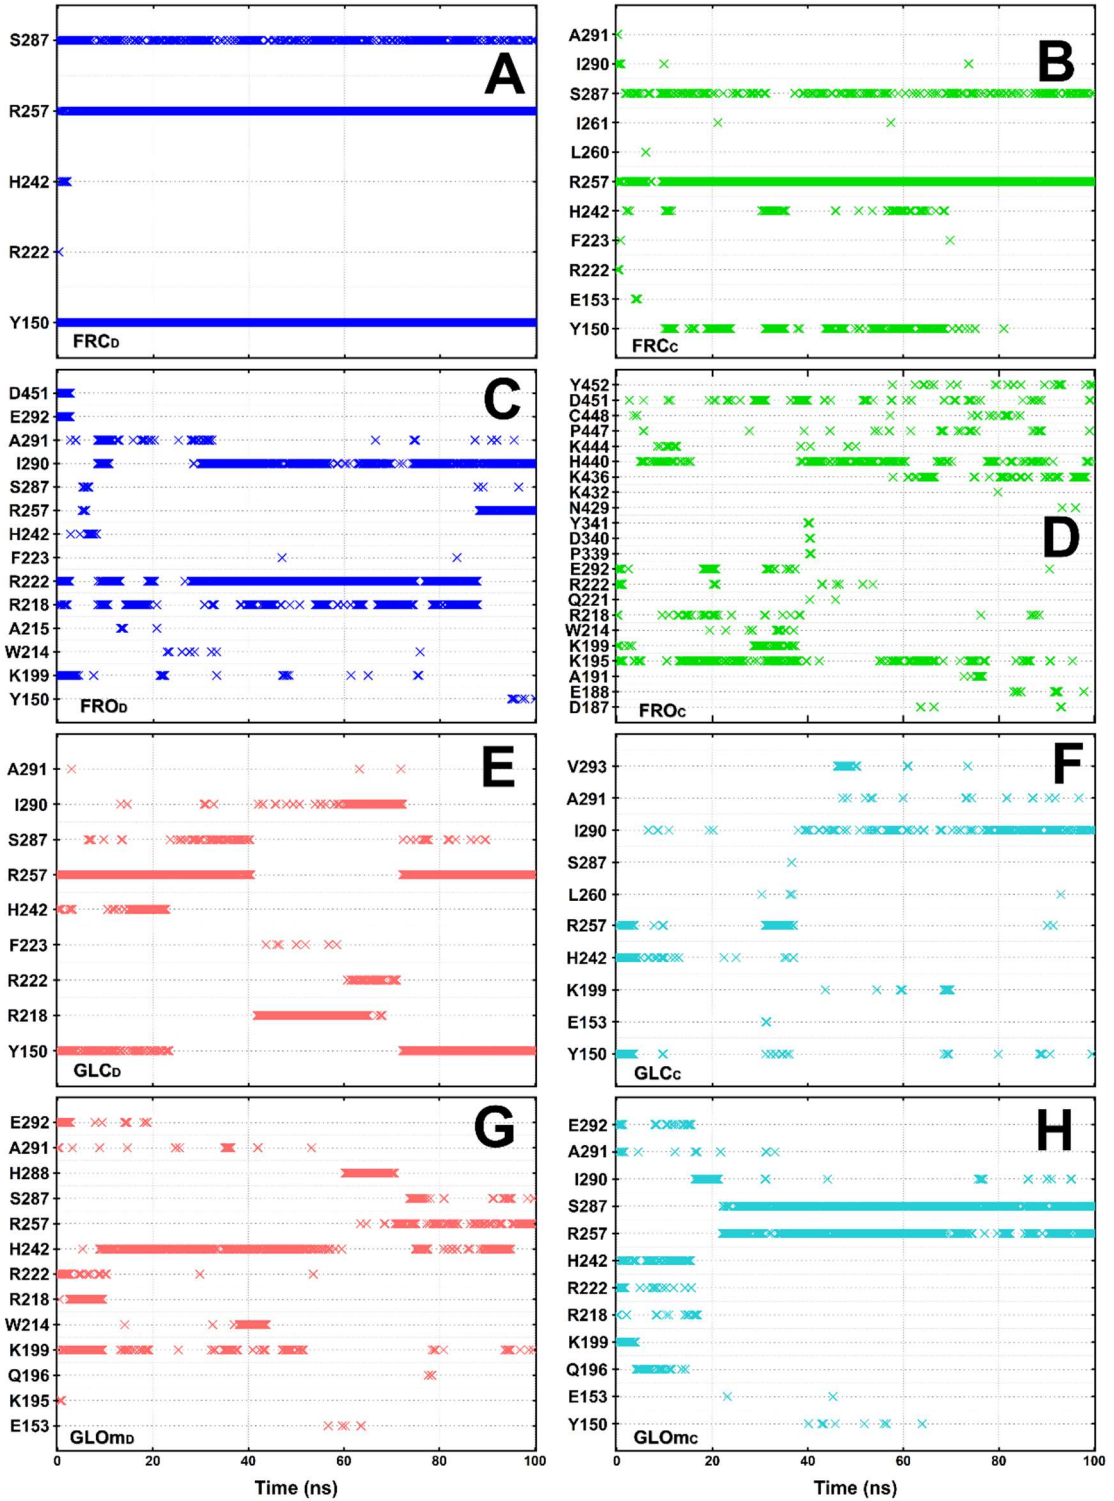 S287
R257
H242
R222
Y150
A
FRCD
A291
I290
S287
I261
L260
R257
H242
F223
R222
E153
Y150
B
FRCC
D451
E292
A291
I290
S287
R257
H242
F223
R222
R218
A215
W214
K199
Y150
C
FROD
Y452
D451
C448
P447
K444
H440
K436
K432
N429
Y341
D340
P339
E292
R222
Q221
R218
W214
K199
K195
A191
E188
D187
D
FROC
A291
I290
S287
R257
H242
F223
R222
R218
Y150
E
GLCD
V293
A291
I290
S287
L260
R257
H242
K199
E153
Y150
F
GLCC
E292
A291
H288
S287
R257
H242
R222
R218
W214
K199
Q196
K195
E153
G
GLOmD
0 20 40 60 80 100
Time (ns)
E292
A291
I290
S287
R257
H242
R222
R218
K199
Q196
E153
Y150
H
GLOmC
0 20 40 60 80 100
Time (ns)